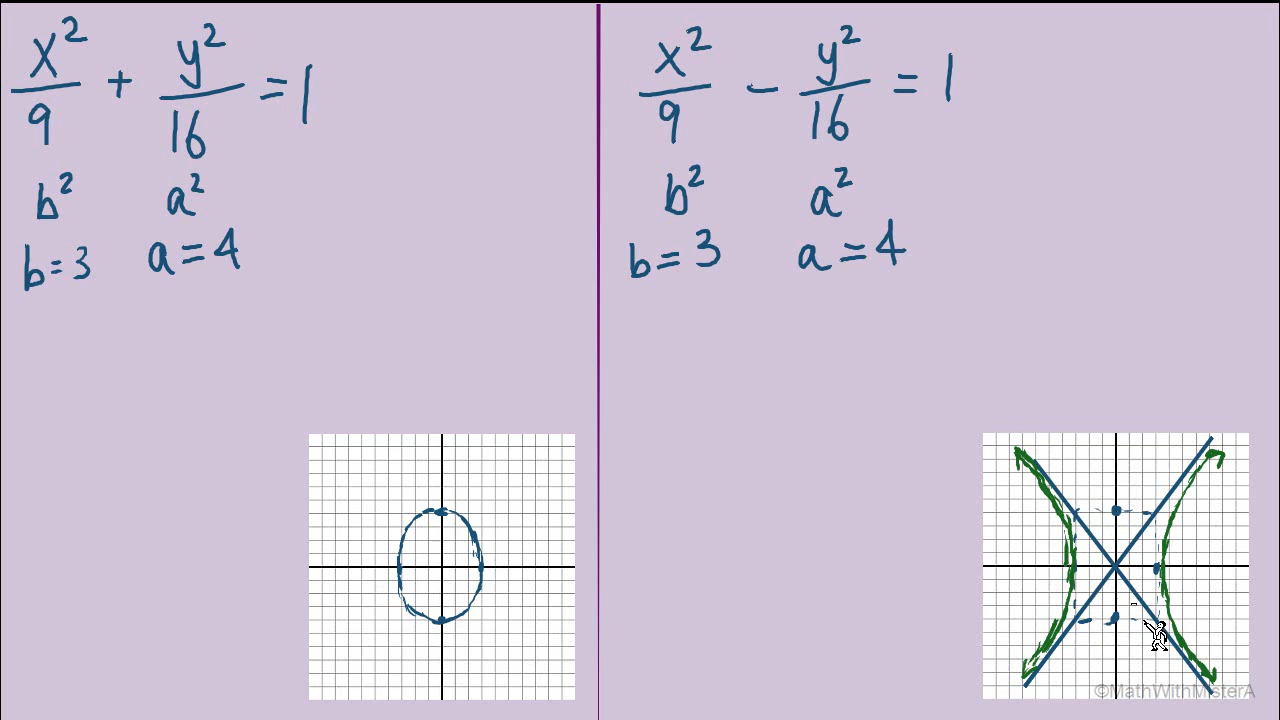 x²/9 + y²/16 = 1
b² a²
b = 3 a = 4
x²/9 - y²/16 = 1
b² a²
b = 3 a = 4
©MathWithMisterA